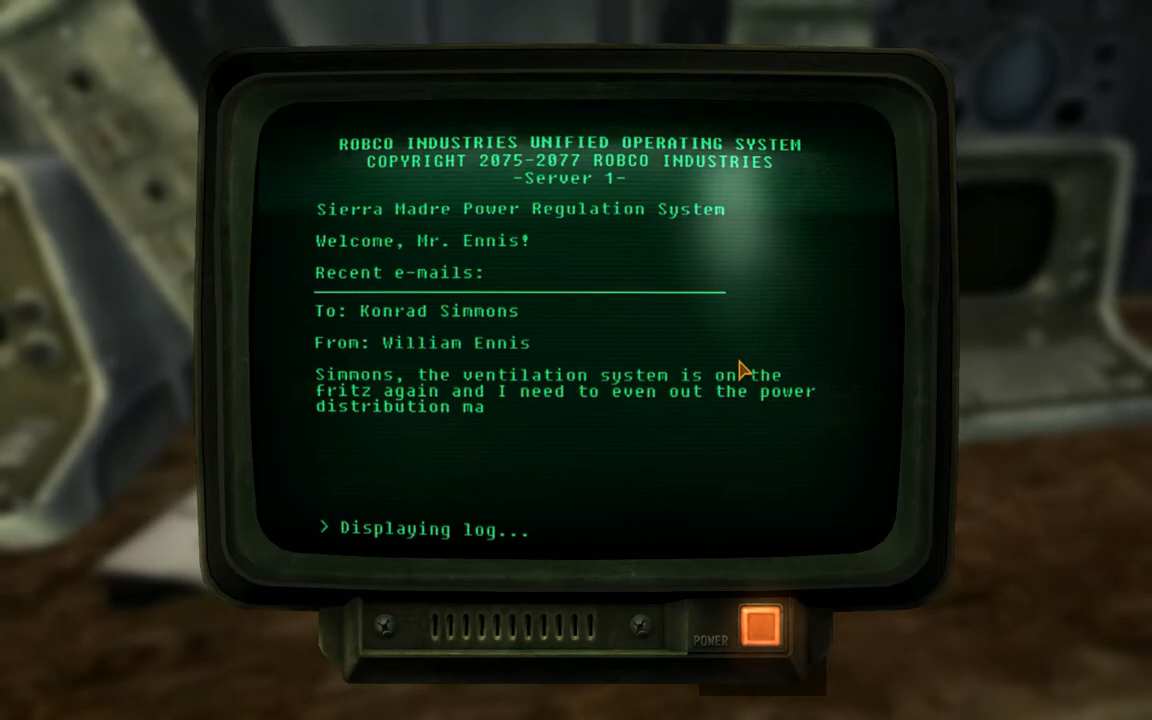 ROBCO INDUSTRIES UNIFIED OPERATING SYSTEM
COPYRIGHT 2075-2077 ROBCO INDUSTRIES
-Server 1-
Sierra Madre Power Regulation System
Welcome, Mr. Ennis!
Recent e-mails:
To: Konrad Simmons
From: William Ennis
Simmons, the ventilation system is on the
fritz again and I need to even out the power
distribution ma
> Displaying log...
POWER